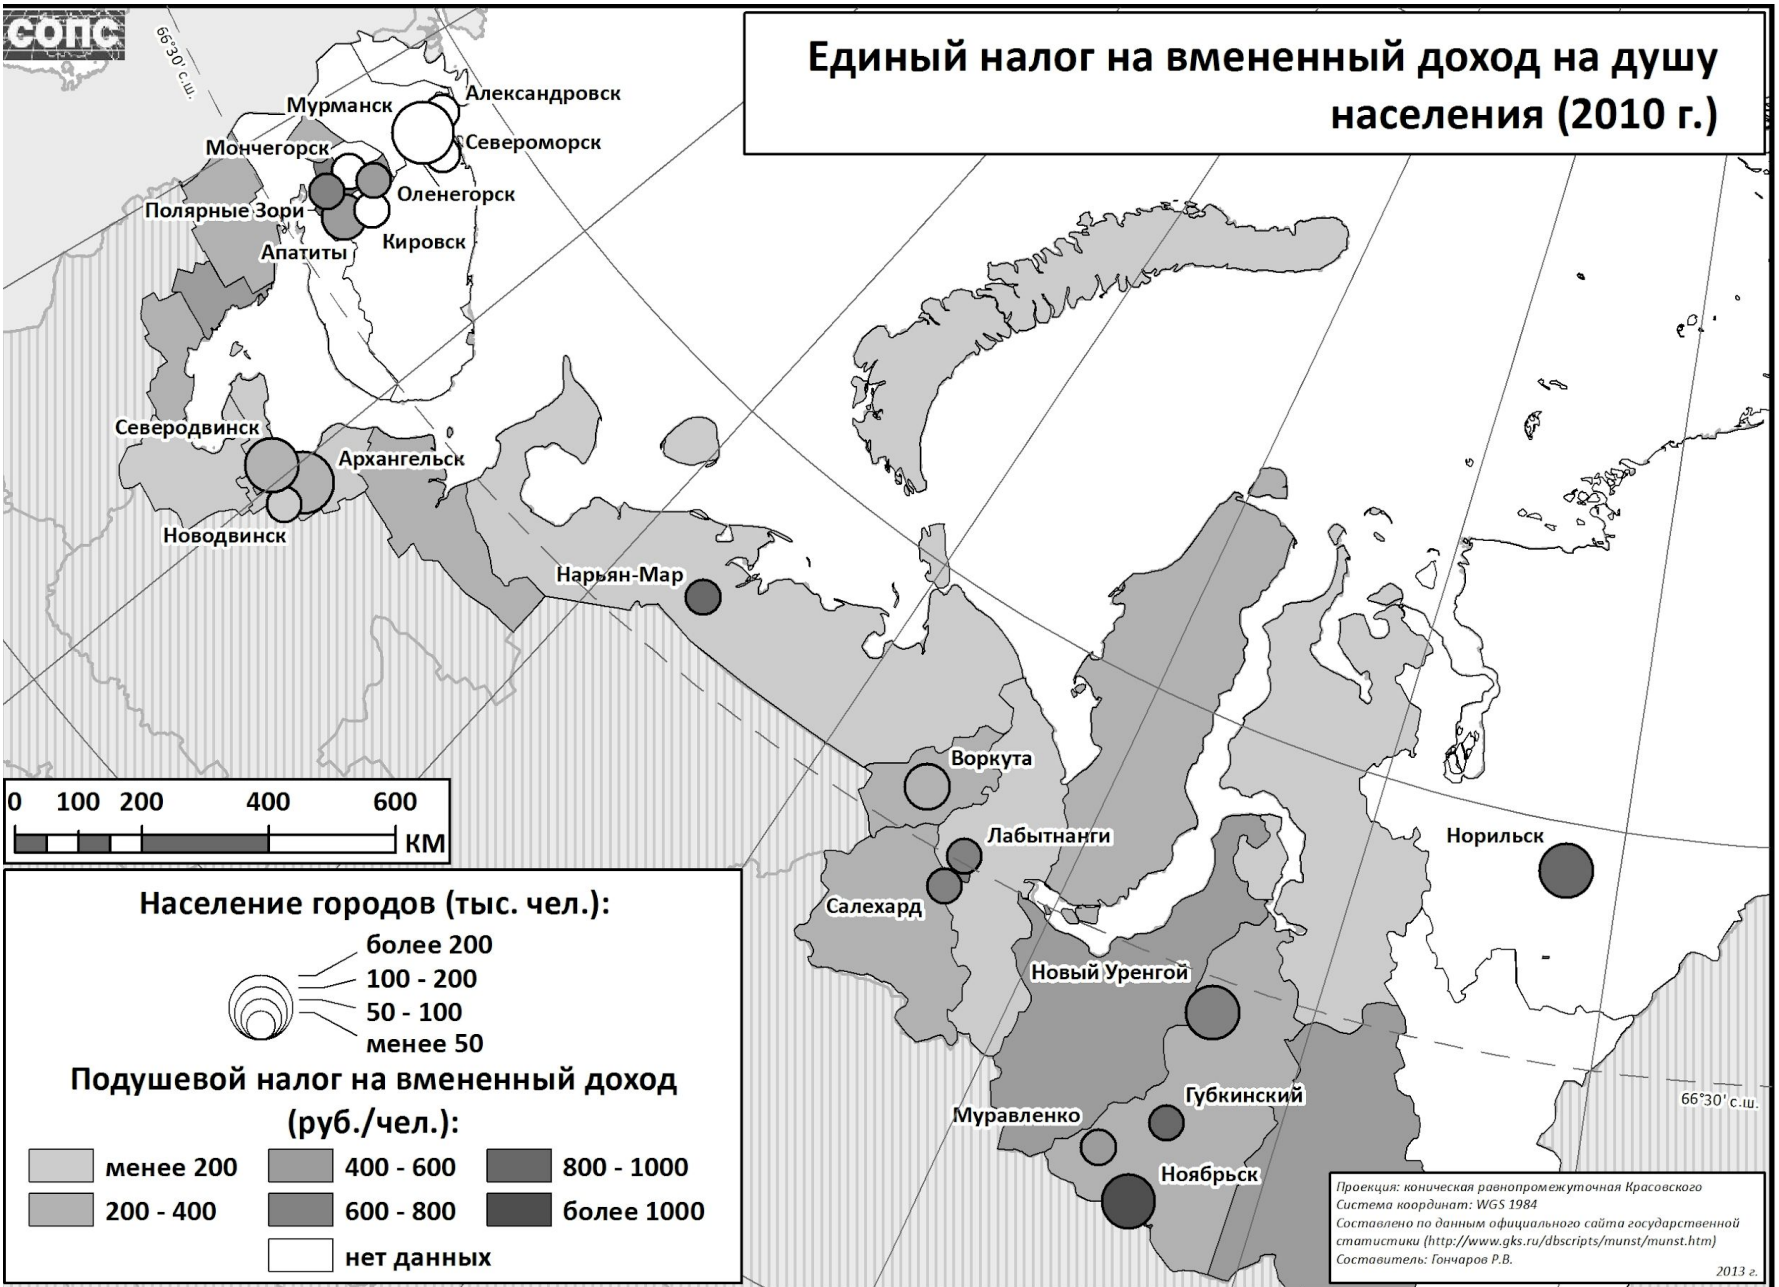 СОПС
66°30' с.ш.
Единый налог на вмененный доход на душу
населения (2010 г.)
Александровск
Мурманск
Североморск
Мончегорск
Оленегорск
Полярные Зори
Кировск
Апатиты
Северодвинск
Архангельск
Новодвинск
Нарьян-Мар
Воркута
Лабытнанги
Норильск
Салехард
Новый Уренгой
Губкинский
Муравленко
Ноябрьск
66°30' с.ш.
0 100 200 400 600
КМ
Население городов (тыс. чел.):
более 200
100 - 200
50 - 100
менее 50
Подушевой налог на вмененный доход
(руб./чел.):
менее 200 400 - 600 800 - 1000
200 - 400 600 - 800 более 1000
нет данных
Проекция: коническая равнопромежуточная Красовского
Система координат: WGS 1984
Составлено по данным официального сайта государственной
статистики (http://www.gks.ru/dbscripts/munst/munst.htm)
Составитель: Гончаров Р.В.
2013 г.